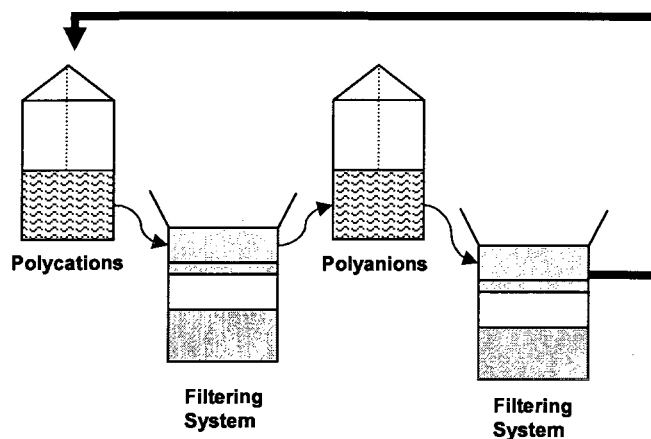 Polycations
Polyanions
Filtering
System
Filtering
System